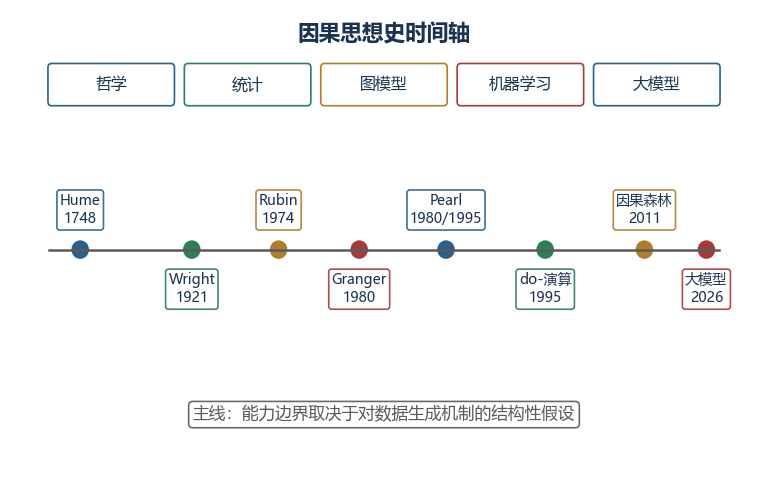 因果思想史时间轴
哲学
统计
图模型
机器学习
大模型
Hume
1748
Rubin
1974
Pearl
1980/1995
因果森林
2011
Wright
1921
Granger
1980
do-演算
1995
大模型
2026
主线：能力边界取决于对数据生成机制的结构性假设